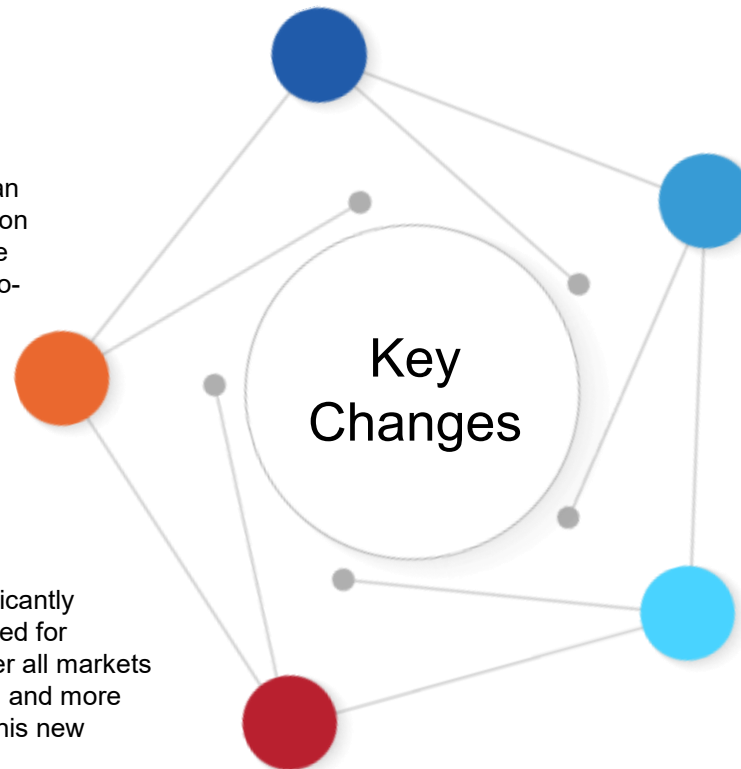 an
on
e
o-
Key
Changes
icantly
ed for
er all markets
and more
his new